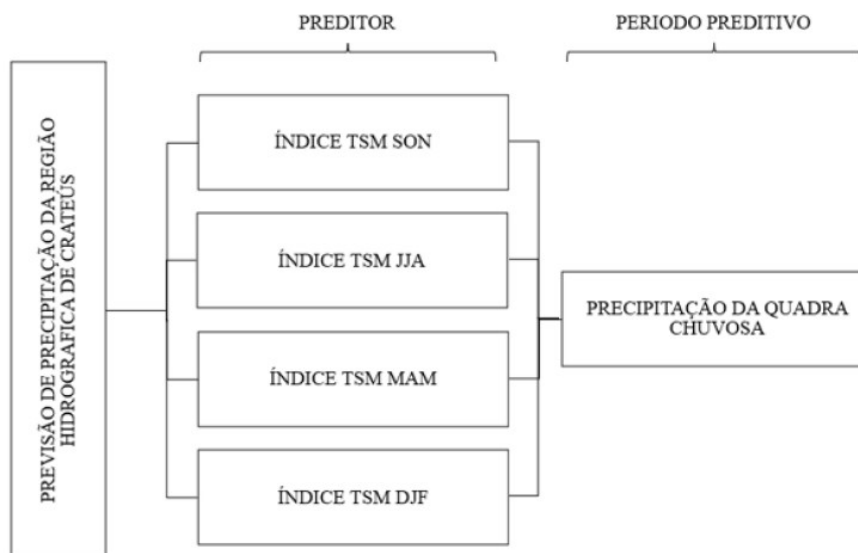 PREDITOR
PERIODO PREDITIVO
PREVISÃO DE PRECIPITAÇÃO DA REGIÃO
HIDROGRAFICA DE CRATEÚS
ÍNDICE TSM SON
ÍNDICE TSM JJA
ÍNDICE TSM MAM
ÍNDICE TSM DJF
PRECIPITAÇÃO DA QUADRA
CHUVOSA